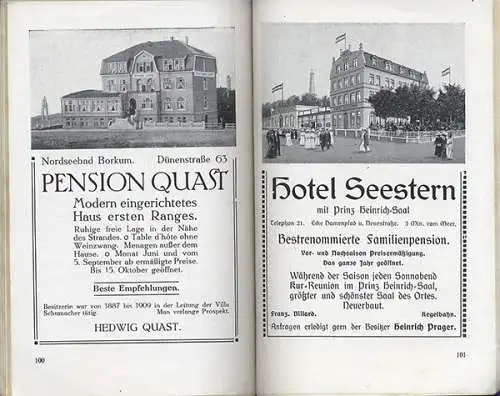 Nordseebad Borkum. Dünenstraße 63
PENSION QUAST
Modern eingerichtetes
Haus ersten Ranges.
Ruhige freie Lage in der Nähe
des Strandes. o Table d'hôte ohne
Weinzwang. Menagen außer dem
Hause. o Monat Juni und vom
5. September ab ermäßigte Preise.
Bis 15. Oktober geöffnet.
Beste Empfehlungen.
Besitzerin war von 1887 bis 1909 in der Leitung der Villa
Schumacher tätig. Man verlange Prospekt.
HEDWIG QUAST.
100
Hotel Seestern
mit Prinz Heinrich-Saal
Telephon 21. Ecke Damenpfad u. Neuestraße. 3 Min. vom Meer.
Bestrenommierte Familienpension.
Vor- und Nachsaison Preisermäßigung.
Das ganze Jahr geöffnet.
Während der Saison jeden Sonnabend
Kur-Reunion im Prinz Heinrich-Saal,
größter und schönster Saal des Ortes.
Neuerbaut.
Franz. Billard. Kegelbahn.
Anfragen erledigt gern der Besitzer Heinrich Prager.
101